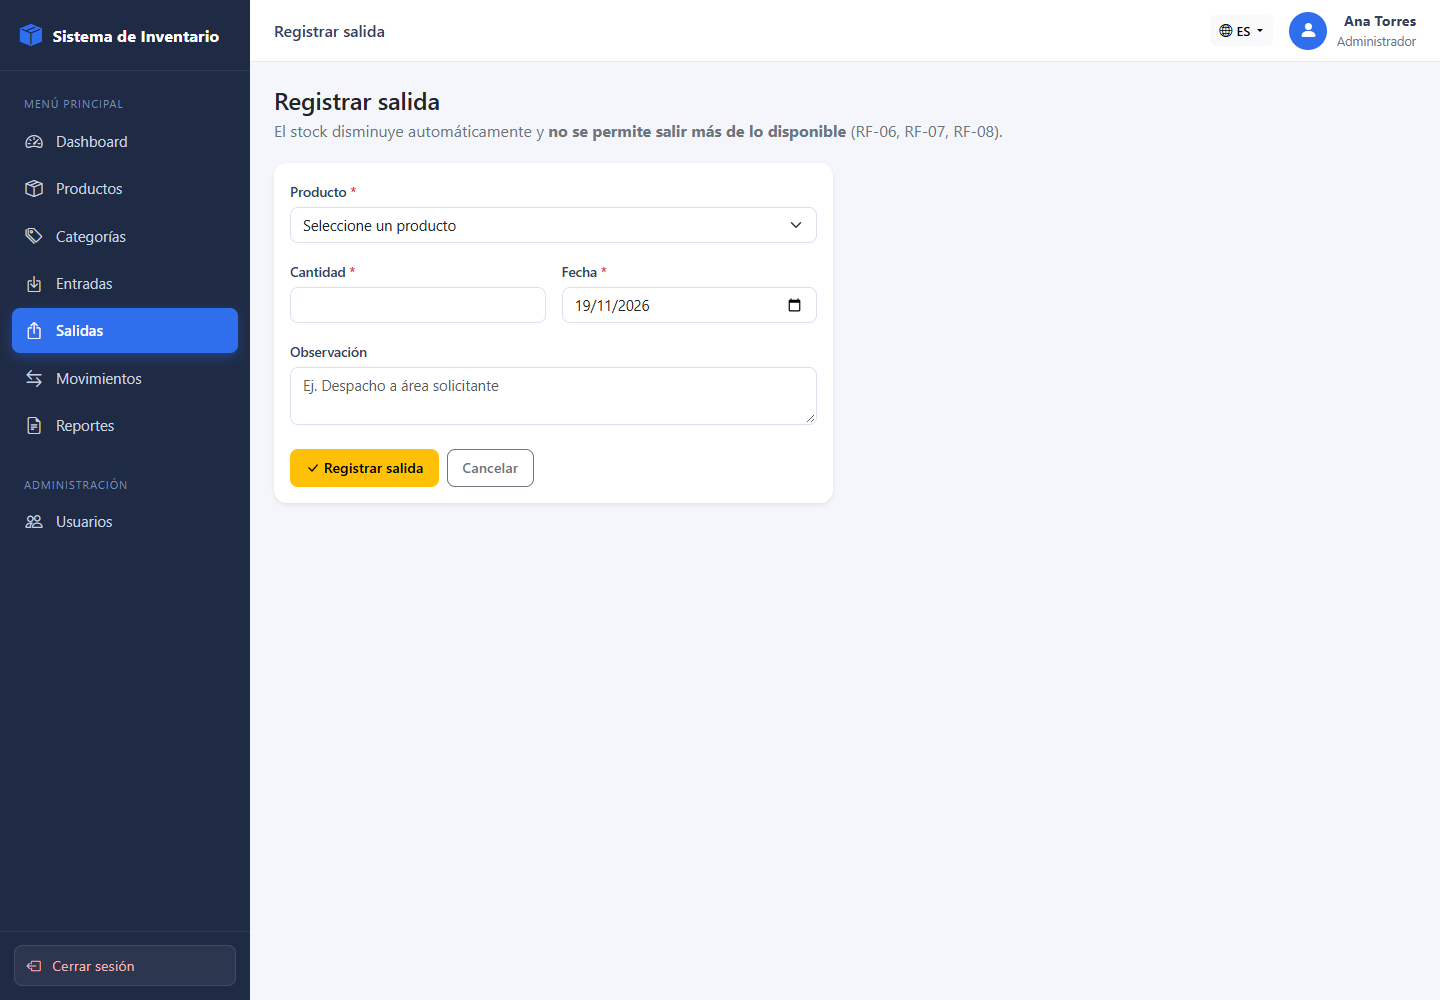 Sistema de Inventario
MENÚ PRINCIPAL
Dashboard
Productos
Categorías
Entradas
Salidas
Movimientos
Reportes
ADMINISTRACIÓN
Usuarios
Cerrar sesión
Registrar salida
ES
Ana Torres
Administrador
Registrar salida
El stock disminuye automáticamente y no se permite salir más de lo disponible (RF-06, RF-07, RF-08).
Producto *
Seleccione un producto
Cantidad *
Fecha *
19/11/2026
Observación
Ej. Despacho a área solicitante
Registrar salida
Cancelar